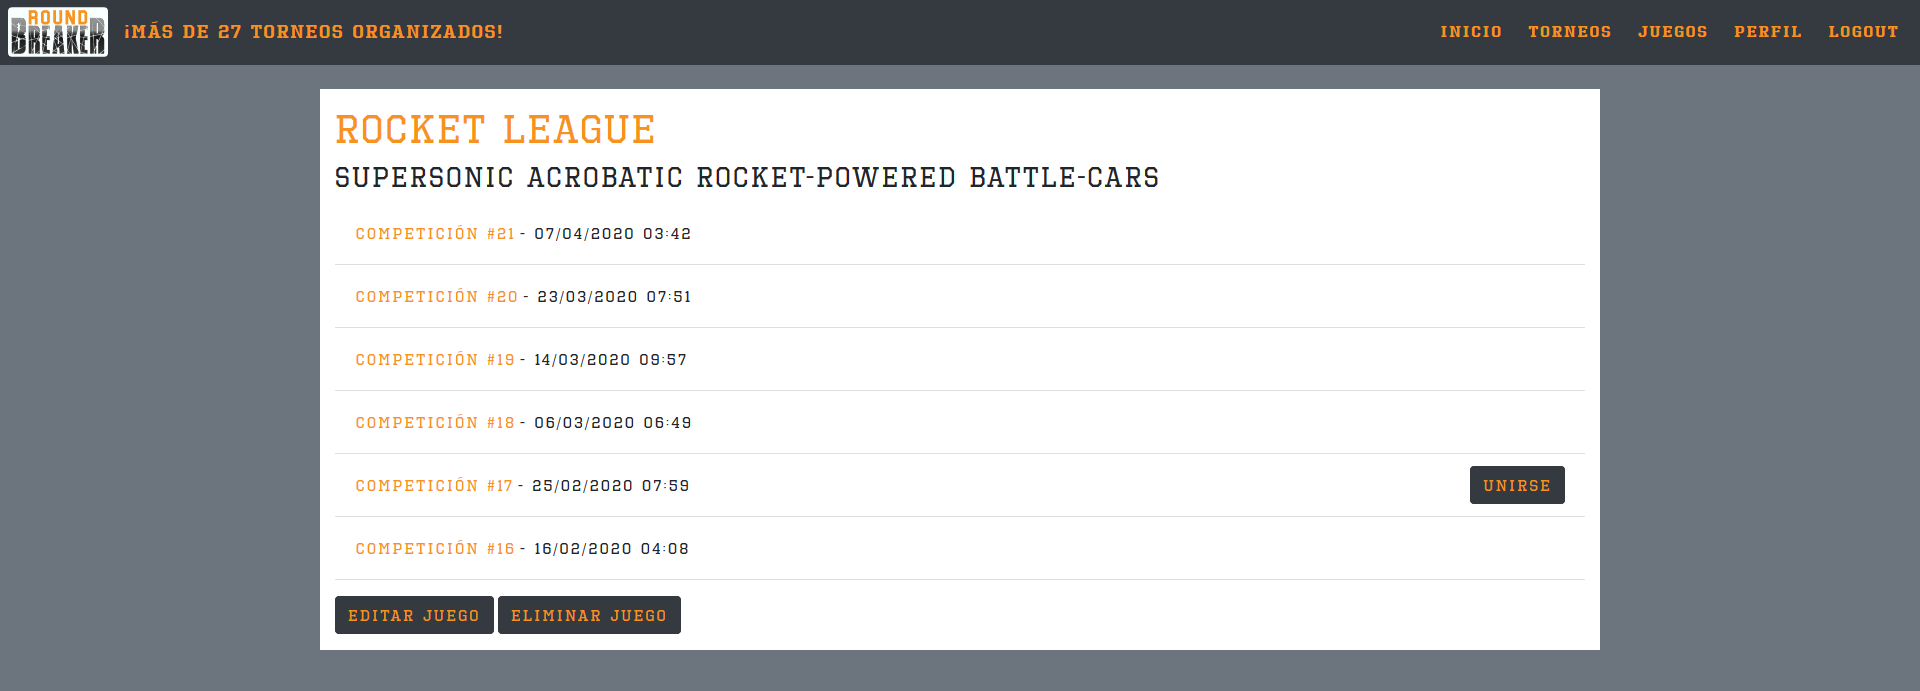 ROUND
BREAKER
¡MÁS DE 27 TORNEOS ORGANIZADOS!
INICIO TORNEOS JUEGOS PERFIL LOGOUT
ROCKET LEAGUE
SUPERSONIC ACROBATIC ROCKET-POWERED BATTLE-CARS
COMPETICIÓN #21 - 07/04/2020 03:42
COMPETICIÓN #20 - 23/03/2020 07:51
COMPETICIÓN #19 - 14/03/2020 09:57
COMPETICIÓN #18 - 06/03/2020 06:49
COMPETICIÓN #17 - 25/02/2020 07:59 UNIRSE
COMPETICIÓN #16 - 16/02/2020 04:08
EDITAR JUEGO ELIMINAR JUEGO